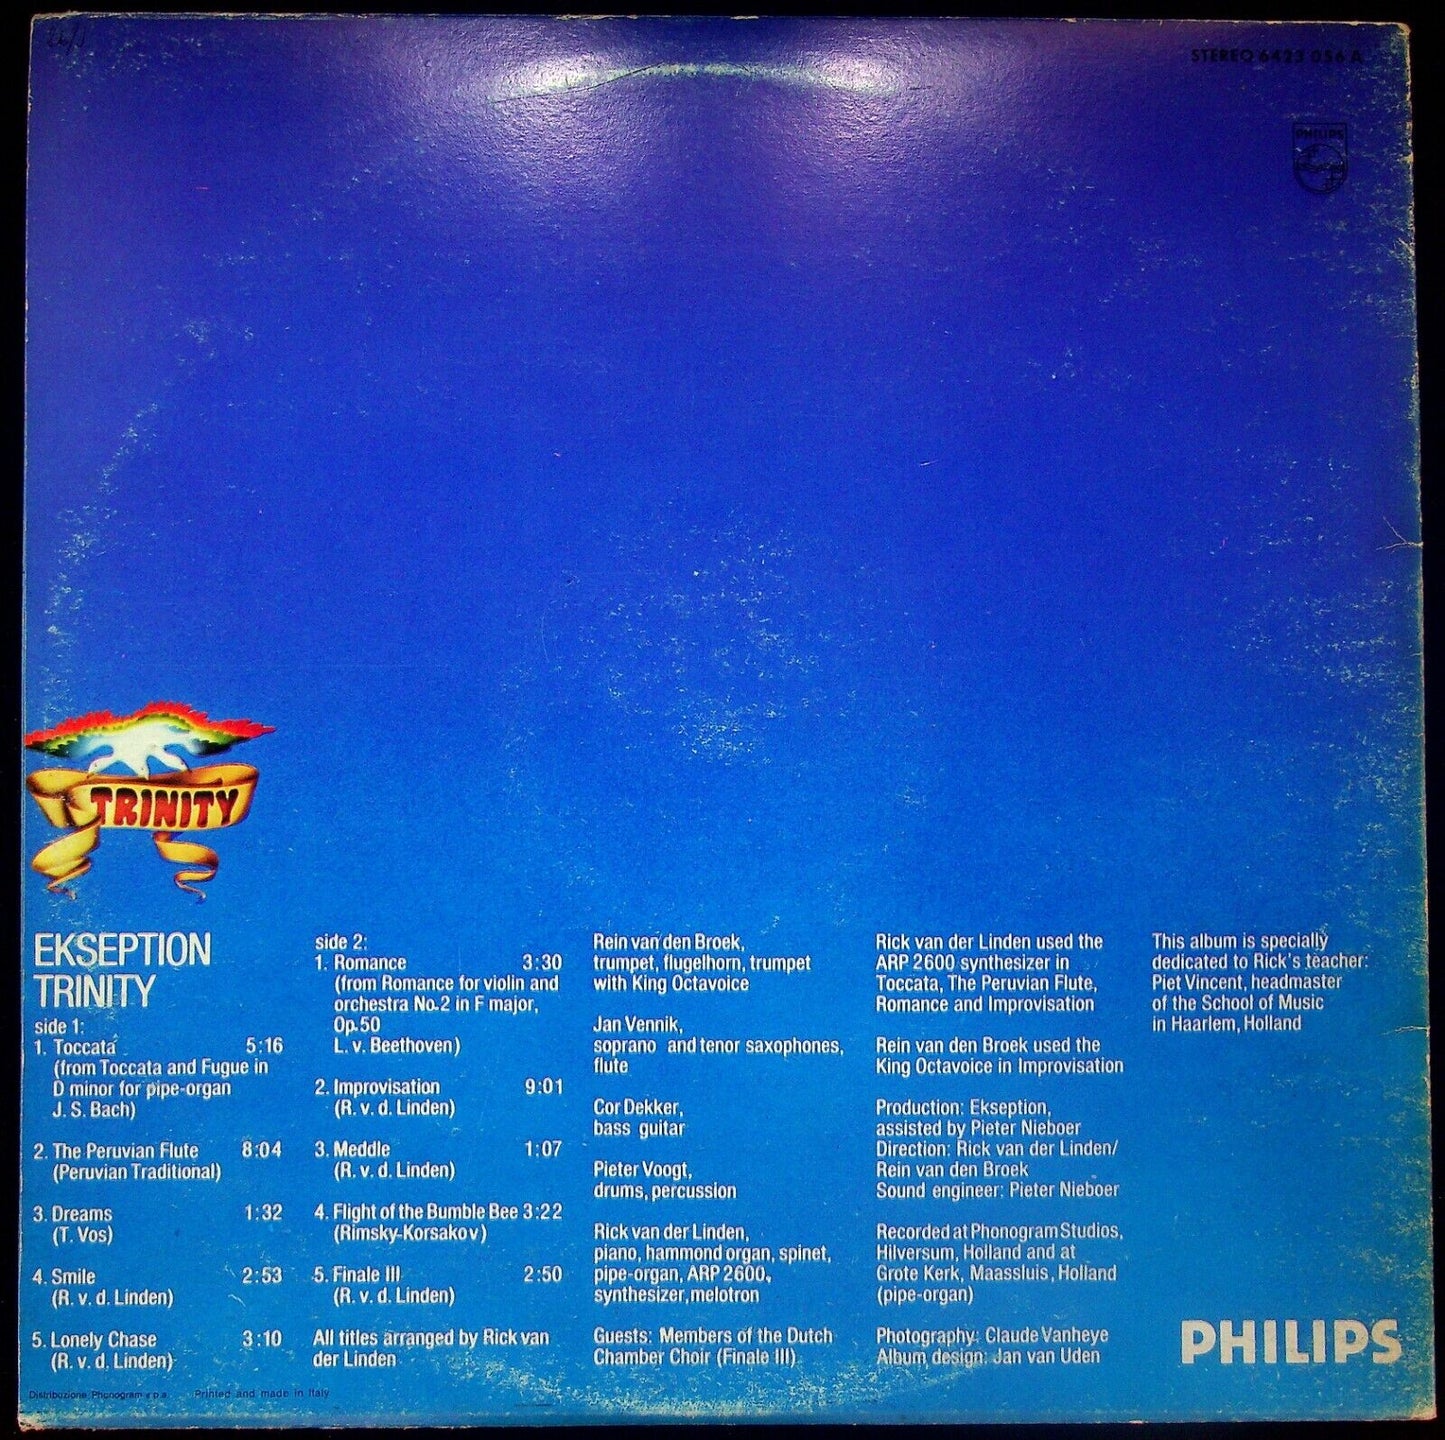 STEREO 6423 056 A
PHILIPS
TRINITY
EKSEPTION
TRINITY
side 1:
1. Toccata 5:16
(from Toccata and Fugue in
D minor for pipe-organ
J. S. Bach)
2. The Peruvian Flute 8:04
(Peruvian Traditional)
3. Dreams 1:32
(T. Vos)
4. Smile 2:53
(R. v. d. Linden)
5. Lonely Chase 3:10
(R. v. d. Linden)
side 2:
1. Romance 3:30
(from Romance for violin and
orchestra No.2 in F major,
Op.50
L. v. Beethoven)
2. Improvisation 9:01
(R. v. d. Linden)
3. Meddle 1:07
(R. v. d. Linden)
4. Flight of the Bumble Bee 3:22
(Rimsky-Korsakov)
5. Finale III 2:50
(R. v. d. Linden)
All titles arranged by Rick van
der Linden
Rein van den Broek,
trumpet, flugelhorn, trumpet
with King Octavoice
Jan Vennik,
soprano and tenor saxophones,
flute
Cor Dekker,
bass guitar
Pieter Voogt,
drums, percussion
Rick van der Linden,
piano, hammond organ, spinet,
pipe-organ, ARP 2600,
synthesizer, melotron
Guests: Members of the Dutch
Chamber Choir (Finale III)
Rick van der Linden used the
ARP 2600 synthesizer in
Toccata, The Peruvian Flute,
Romance and Improvisation
Rein van den Broek used the
King Octavoice in Improvisation
Production: Ekseption,
assisted by Pieter Nieboer
Direction: Rick van der Linden/
Rein van den Broek
Sound engineer: Pieter Nieboer
Recorded at Phonogram Studios,
Hilversum, Holland and at
Grote Kerk, Maassluis, Holland
(pipe-organ)
Photography: Claude Vanheye
Album design: Jan van Uden
This album is specially
dedicated to Rick's teacher:
Piet Vincent, headmaster
of the School of Music
in Haarlem, Holland
PHILIPS
Distribuzione Phonogram s.p.a. Printed and made in Italy